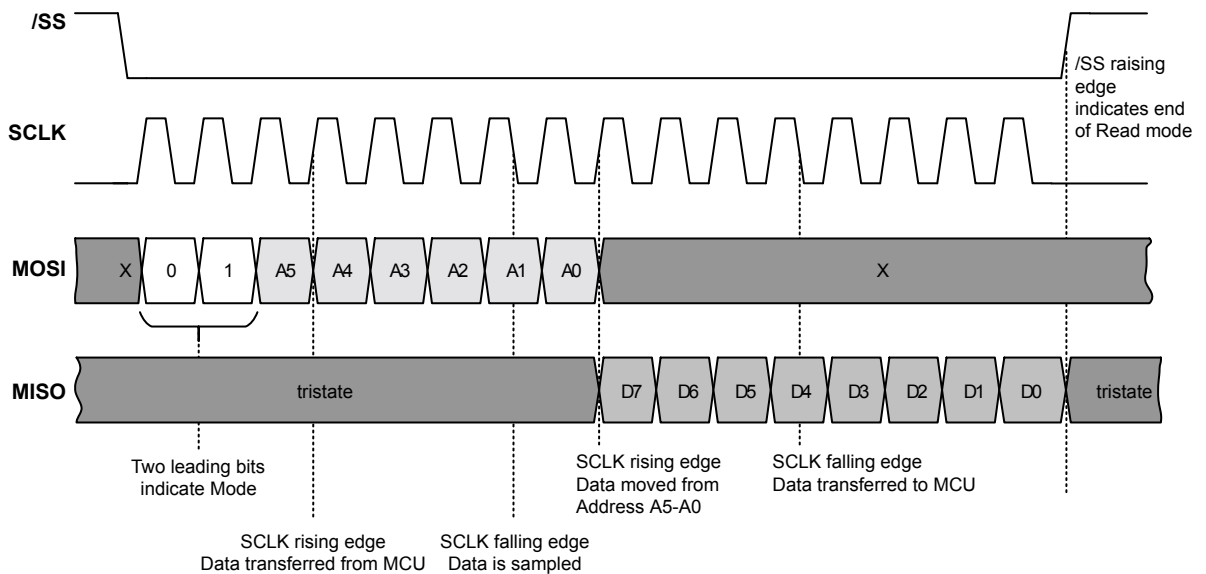 /SS
/SS raising
edge
indicates end
of Read mode
SCLK
MOSI
X 0 1 A5 A4 A3 A2 A1 A0 X
MISO
tristate D7 D6 D5 D4 D3 D2 D1 D0 tristate
Two leading bits
indicate Mode
SCLK rising edge
Data moved from
Address A5-A0
SCLK falling edge
Data transferred to MCU
SCLK rising edge
Data transferred from MCU
SCLK falling edge
Data is sampled